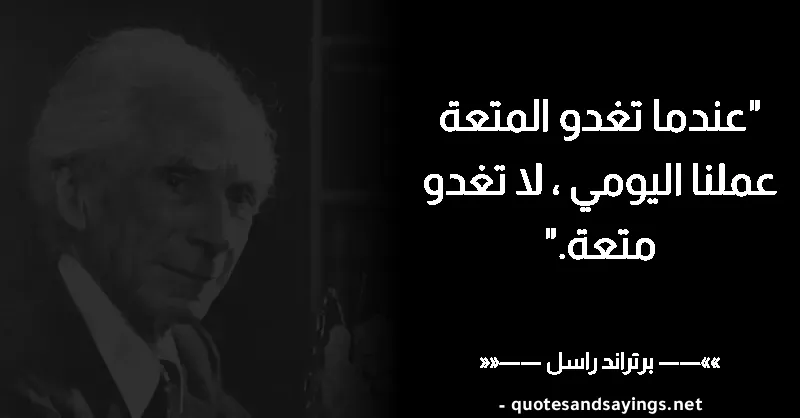 "عندما تغدو المتعة
عملنا اليومي ، لا تغدو
متعة."
»»—— برتراند راسل ——««
- quotesandsayings.net